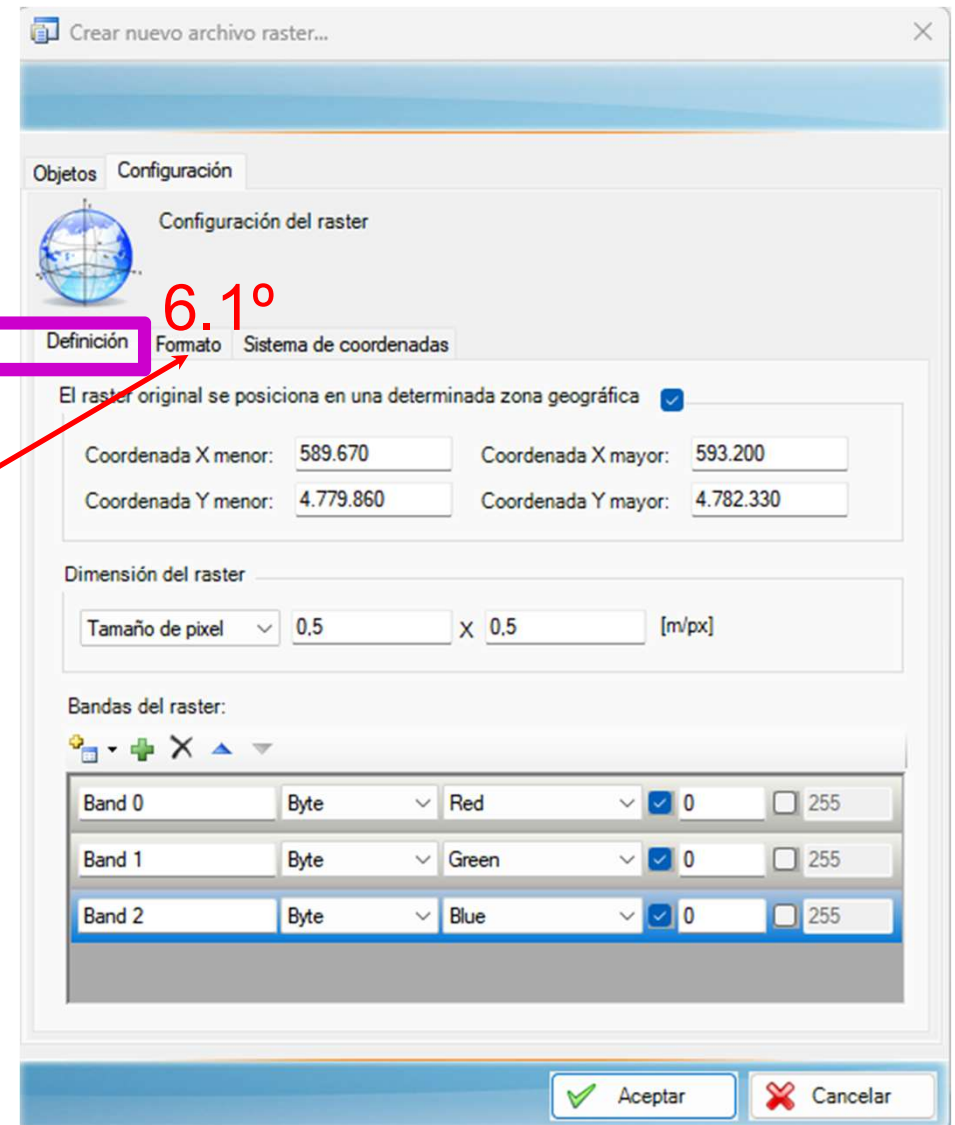 Crear nuevo archivo raster...
Objetos Configuración
Configuración del raster
6.1º
Definición Formato Sistema de coordenadas
El raster original se posiciona en una determinada zona geográfica
Coordenada X menor: 589.670 Coordenada X mayor: 593.200
Coordenada Y menor: 4.779.860 Coordenada Y mayor: 4.782.330
Dimensión del raster
Tamaño de pixel 0,5 X 0,5 [m/px]
Bandas del raster:
Band 0 Byte Red 0 255
Band 1 Byte Green 0 255
Band 2 Byte Blue 0 255
Aceptar Cancelar